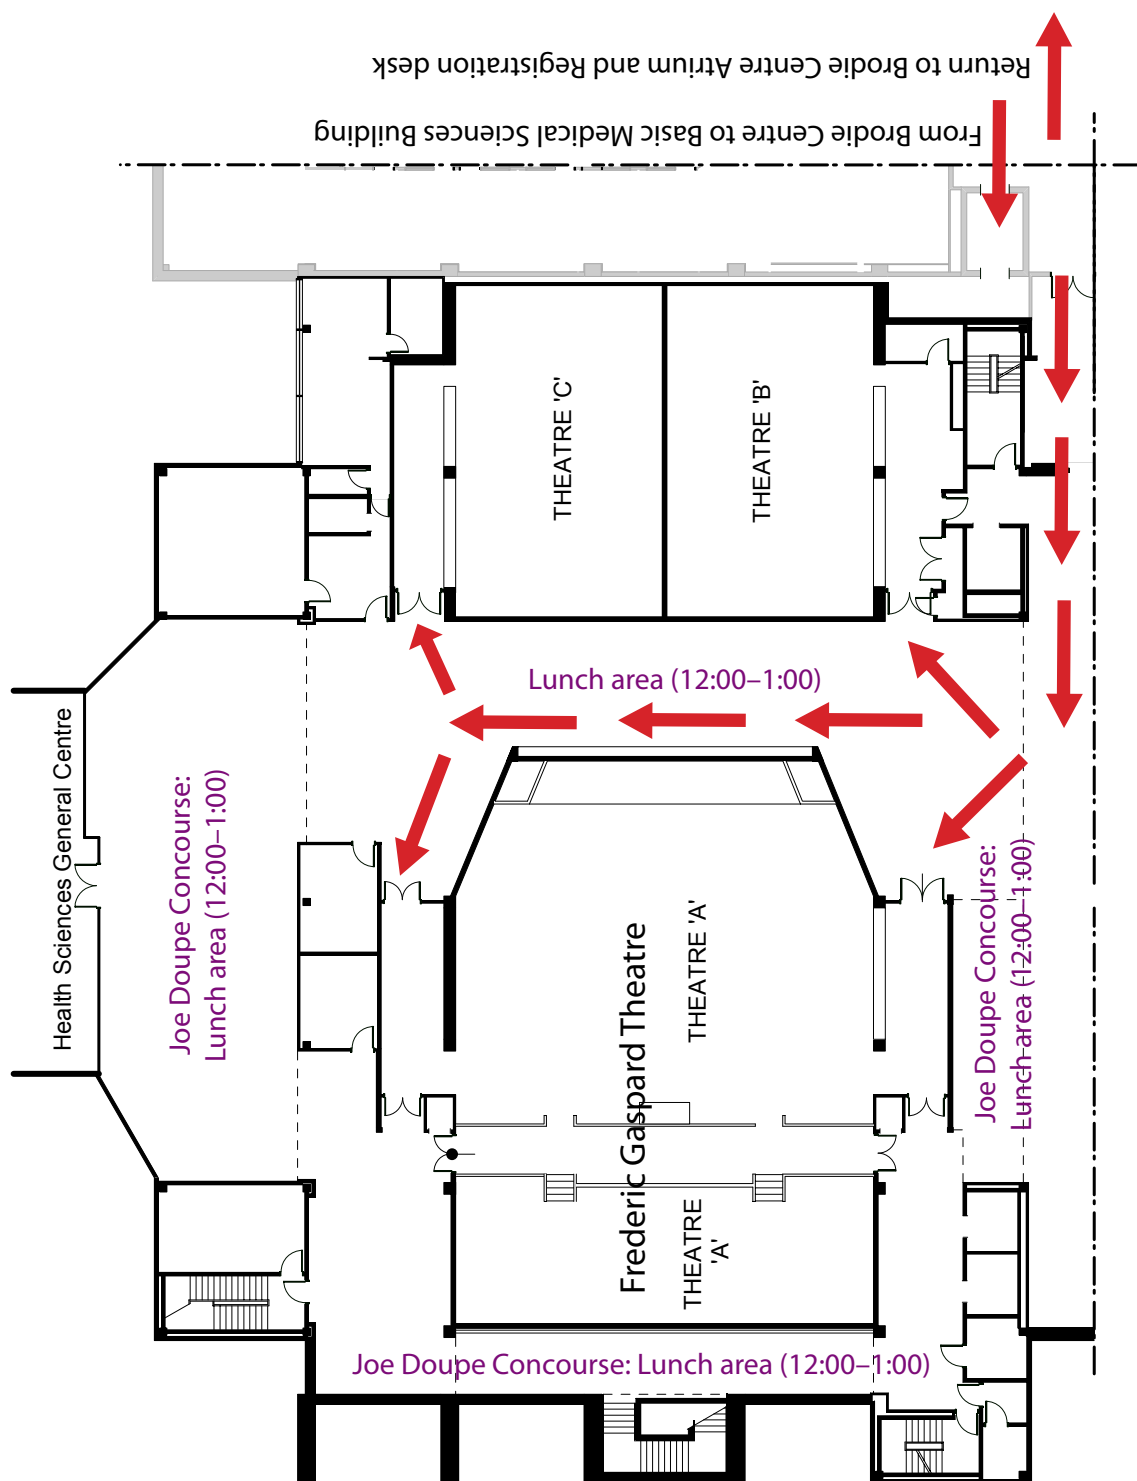 Return to Brodie Centre Atrium and Registration desk
From Brodie Centre to Basic Medical Sciences Building
THEATRE 'C'
THEATRE 'B'
Lunch area (12:00–1:00)
Health Sciences General Centre
Joe Doupe Concourse:
Lunch area (12:00–1:00)
Frederic Gaspard Theatre
THEATRE 'A'
Joe Doupe Concourse:
Lunch area (12:00–1:00)
THEATRE
'A'
Joe Doupe Concourse: Lunch area (12:00–1:00)